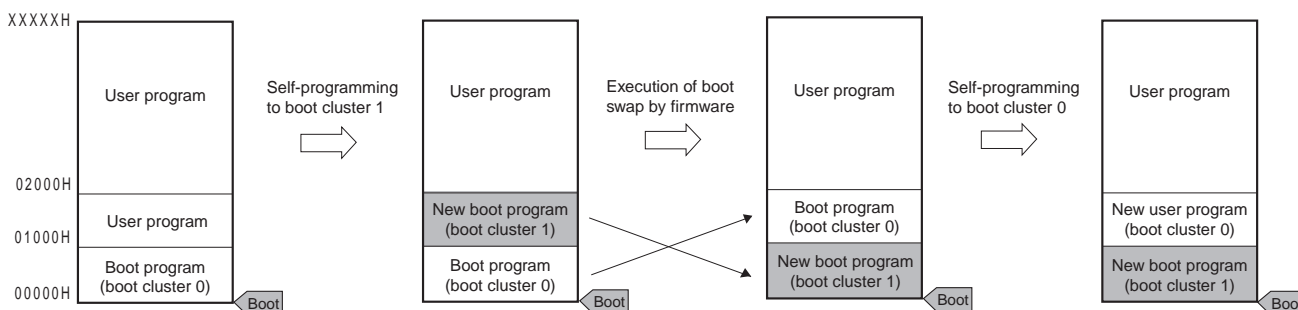 XXXXXH
02000H
01000H
00000H
User program
User program
Boot program
(boot cluster 0)
Boot
Self-programming
to boot cluster 1
User program
New boot program
(boot cluster 1)
Boot program
(boot cluster 0)
Boot
Execution of boot
swap by firmware
User program
Boot program
(boot cluster 0)
New boot program
(boot cluster 1)
Boot
Self-programming
to boot cluster 0
User program
New user program
(boot cluster 0)
New boot program
(boot cluster 1)
Boot